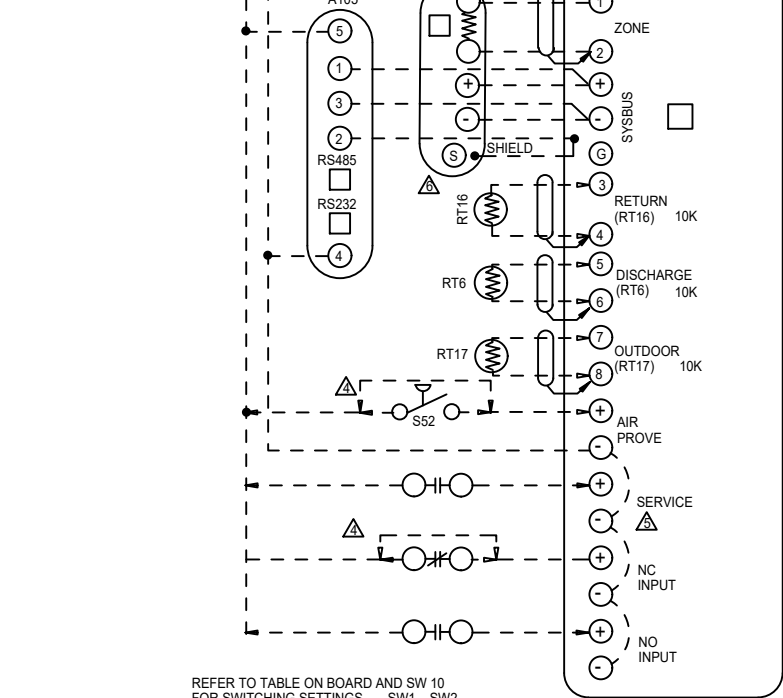 A105
5
1
ZONE
2
1
+
+
3
-
-
SYSBUS
2
S
SHIELD
G
RS485
6
3
RETURN
(RT16) 10K
RT16
RS232
4
5
4
RT6
DISCHARGE
(RT6) 10K
6
7
RT17
OUTDOOR
(RT17) 10K
8
4
S52
+
AIR
PROVE
-
+
SERVICE
-
5
4
+
NC
INPUT
-
+
NO
INPUT
-
REFER TO TABLE ON BOARD AND SW 10
FOR SWITCHING SETTINGS SW1 SW2